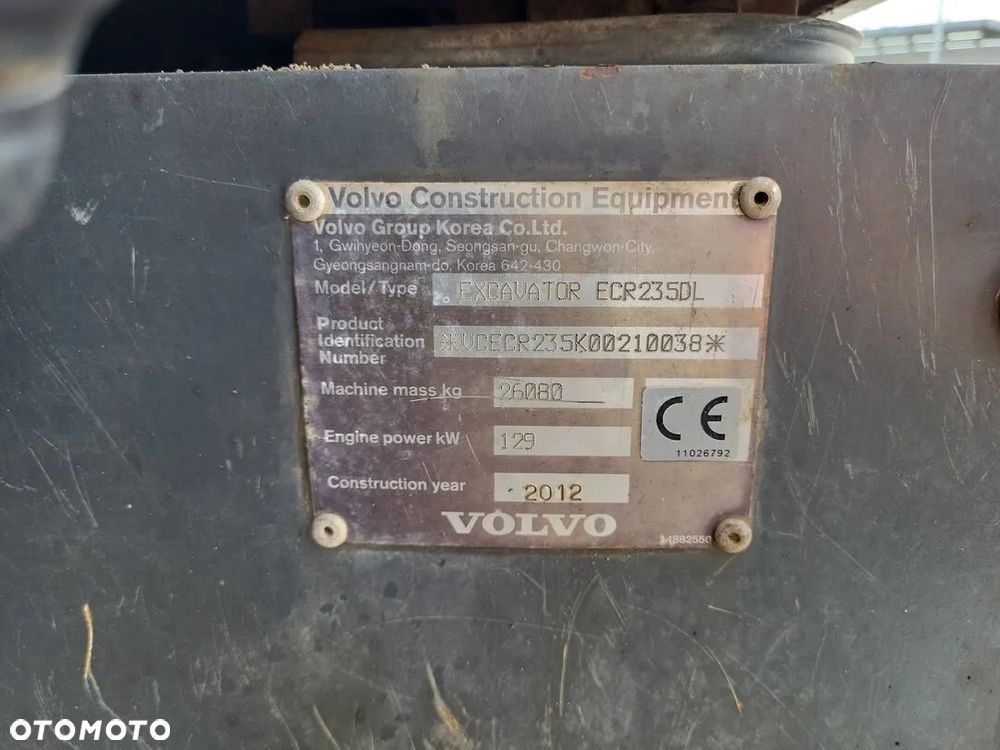 Volvo Construction Equipment
Volvo Group Korea Co.Ltd.
1, Gwihyeon-Dong, Seongsan-gu, Changwon-City,
Gyeongsangnam-do, Korea 642-430
Model/Type EXCAVATOR ECR235DL
Product
Identification
Number *VCECR235K00210038*
Machine mass kg 26080
Engine power kW 129
CE
11026792
Construction year 2012
VOLVO
14882550
OTOMOTO